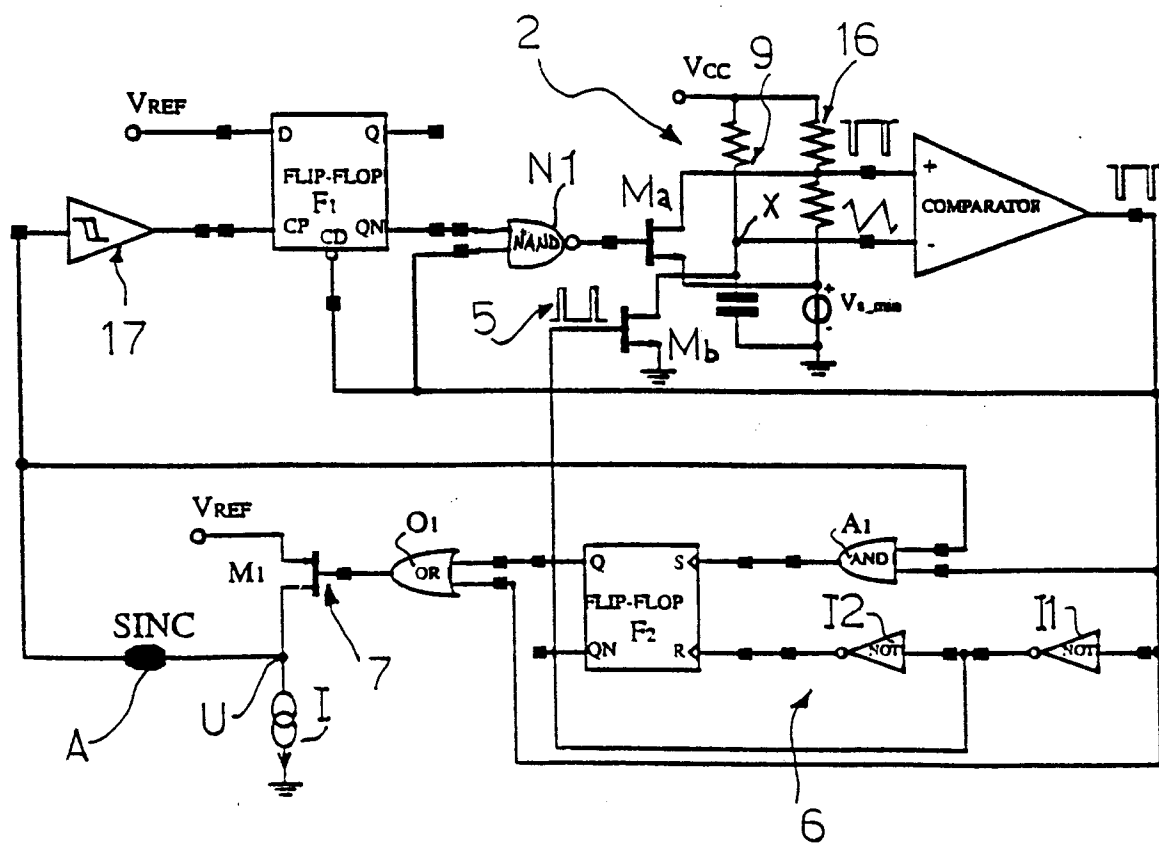 2
9
16
VCC
VREF
D
Q
FLIP-FLOP
F1
CP
CD
QN
N1
NAND
Ma
X
+
COMPARATOR
-
+
Vs_min
-
17
5
Mb
VREF
O1
A1
M1
OR
Q
S
AND
FLIP-FLOP
F2
I2
I1
SINC
QN
R
NOT
NOT
7
A
U
I
6